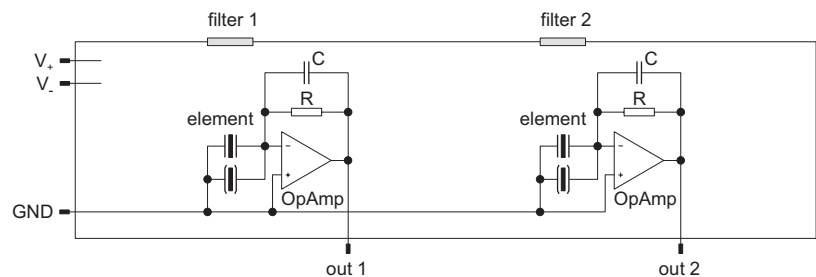 filter 1
filter 2
V+
V-
C
C
R
R
element
element
-
-
+
+
OpAmp
OpAmp
GND
out 1
out 2